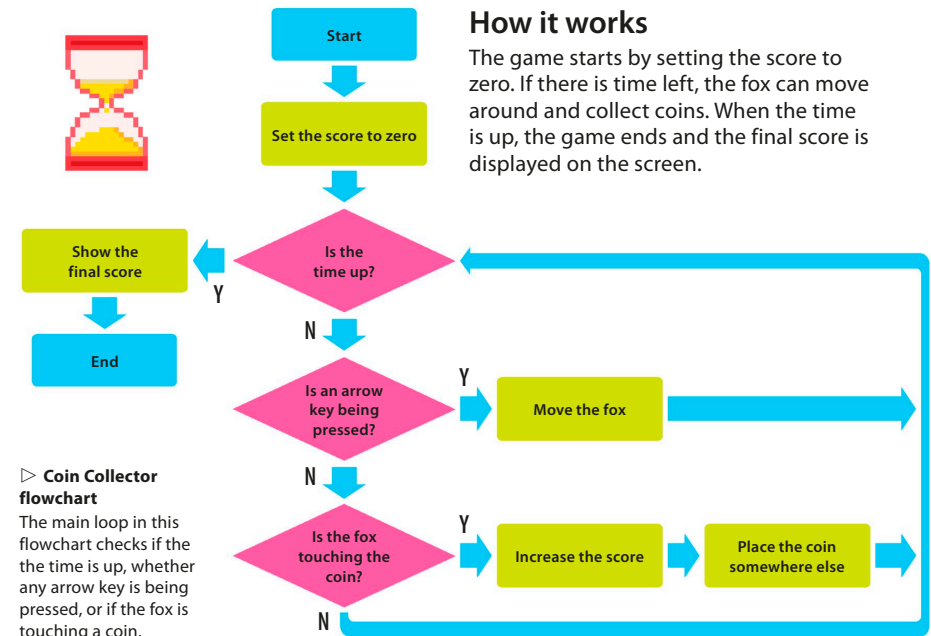 How it works
The game starts by setting the score to
zero. If there is time left, the fox can move
around and collect coins. When the time
is up, the game ends and the final score is
displayed on the screen.
Start
Set the score to zero
Is the
time up?
Y
Show the
final score
End
N
Is an arrow
key being
pressed?
Y
Move the fox
N
Is the fox
touching the
coin?
Y
Increase the score
Place the coin
somewhere else
N
▷ Coin Collector
flowchart
The main loop in this
flowchart checks if the
the time is up, whether
any arrow key is being
pressed, or if the fox is
touching a coin.